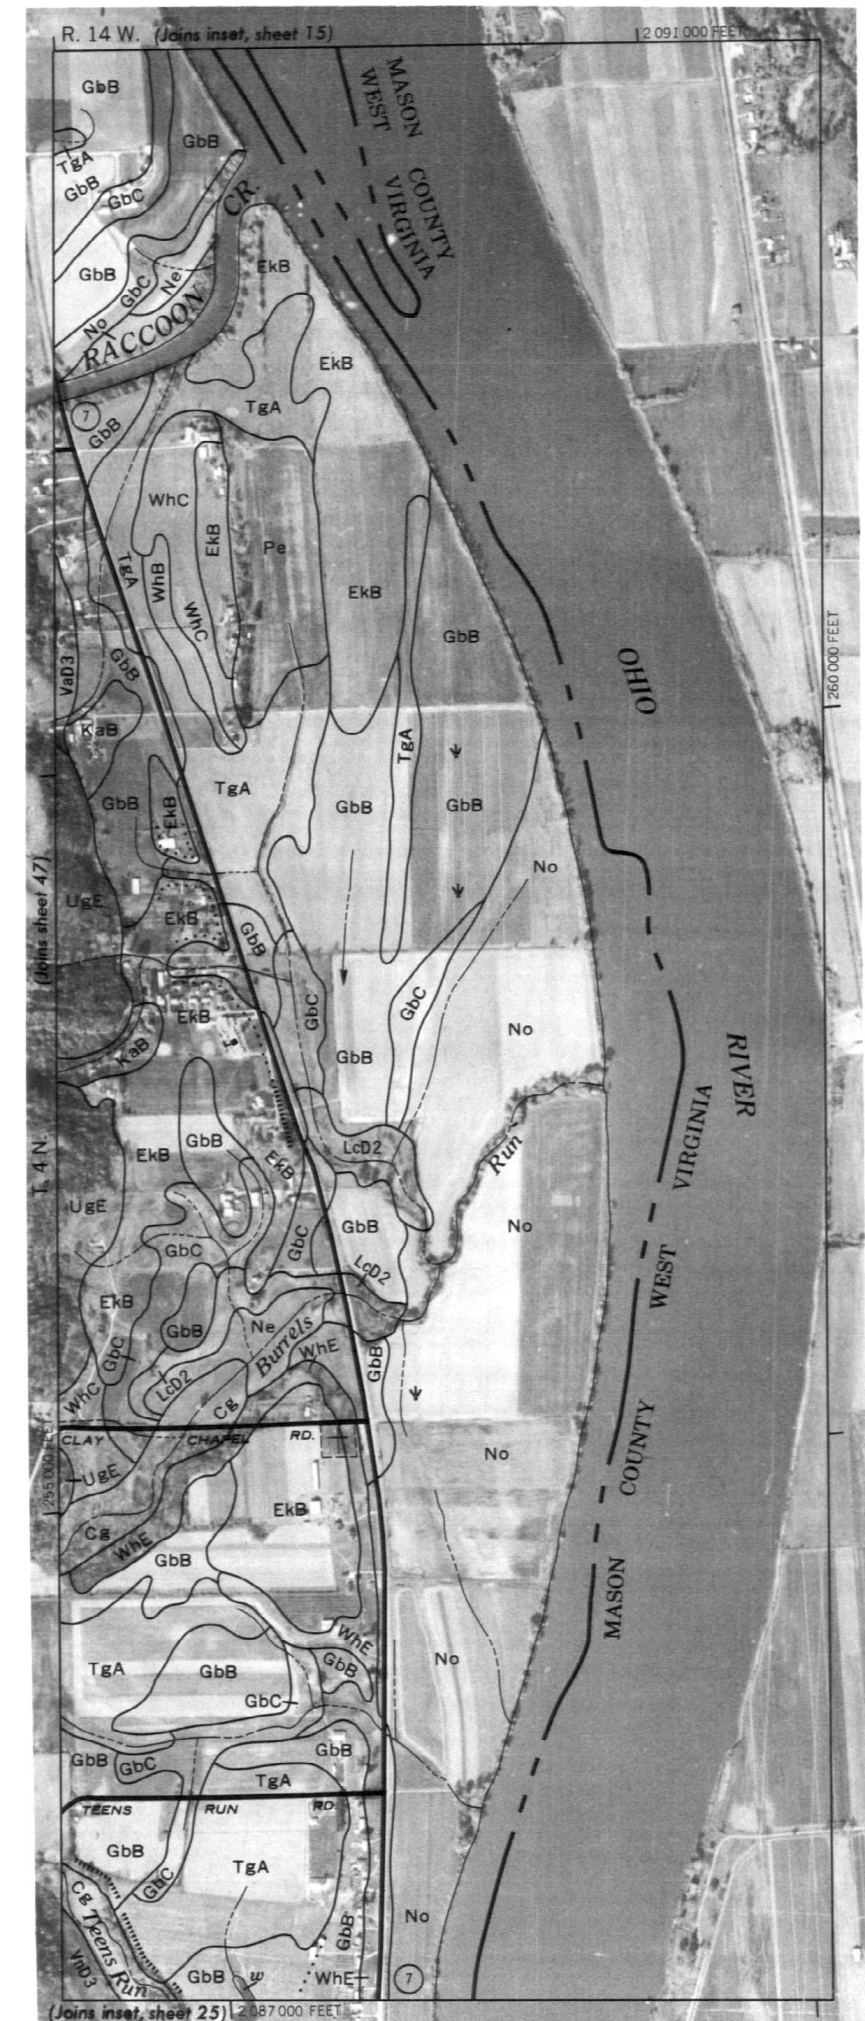 R. 14 W. (Joins inset, sheet 15)
2 091 000 FEET
MASON COUNTY
WEST VIRGINIA
GbB
GbB
TgA
GbB
GbC
CR.
GbB
GbC
Ne
EkB
No
RACCOON
EkB
TgA
7
GbB
WhC
EkB
Pe
TgA
WhB
WhC
EkB
GbB
VaD3
GbB
OHIO
260 000 FEET
KaB
TgA
TgA
GbB
EkB
GbB
GbB
No
UgE
EkB
GbB
(Joins sheet 47)
GbC
GbC
EkB
No
KaB
GbB
RIVER
T. 4 N.
EkB
GbB
EkB
LcD2
Run
VIRGINIA
UgE
GbB
No
GbC
GbC
LcD2
WEST
EkB
GbB
Ne
Burrels
WhE
GbC
LcD2
GbB
WhC
Cg
CLAY CHAPEL RD.
COUNTY
No
UgE
255 000 FEET
EkB
Cg
WhE
GbB
MASON
WhE
No
TgA
GbB
GbB
GbC
GbB
GbB
GbC
TgA
TEENS RUN RD.
GbB
TgA
GbC
Cg
Teens Run
No
GbB
VnD3
GbB
w
WhE
7
(Joins inset, sheet 25)
2 087 000 FEET